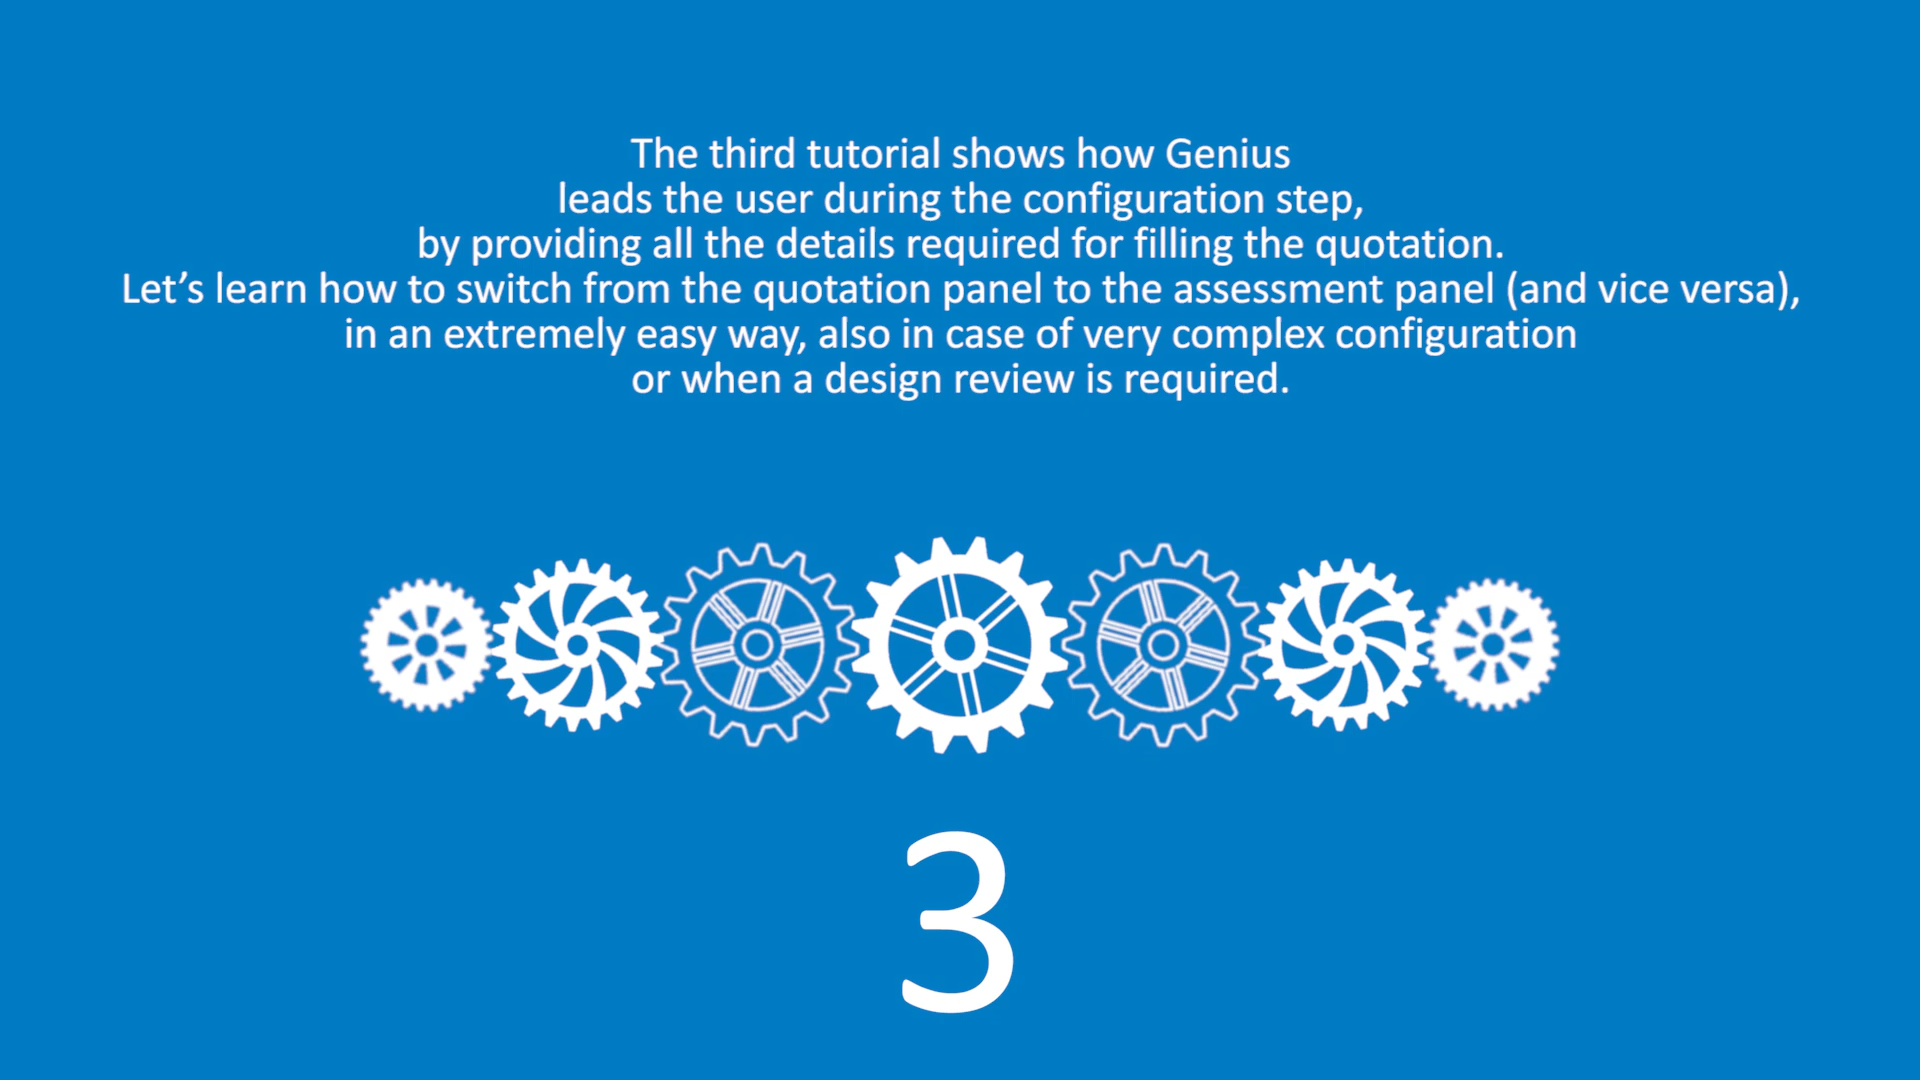 The third tutorial shows how Genius
leads the user during the configuration step,
by providing all the details required for filling the quotation.
Let’s learn how to switch from the quotation panel to the assessment panel (and vice versa),
in an extremely easy way, also in case of very complex configuration
or when a design review is required.
3